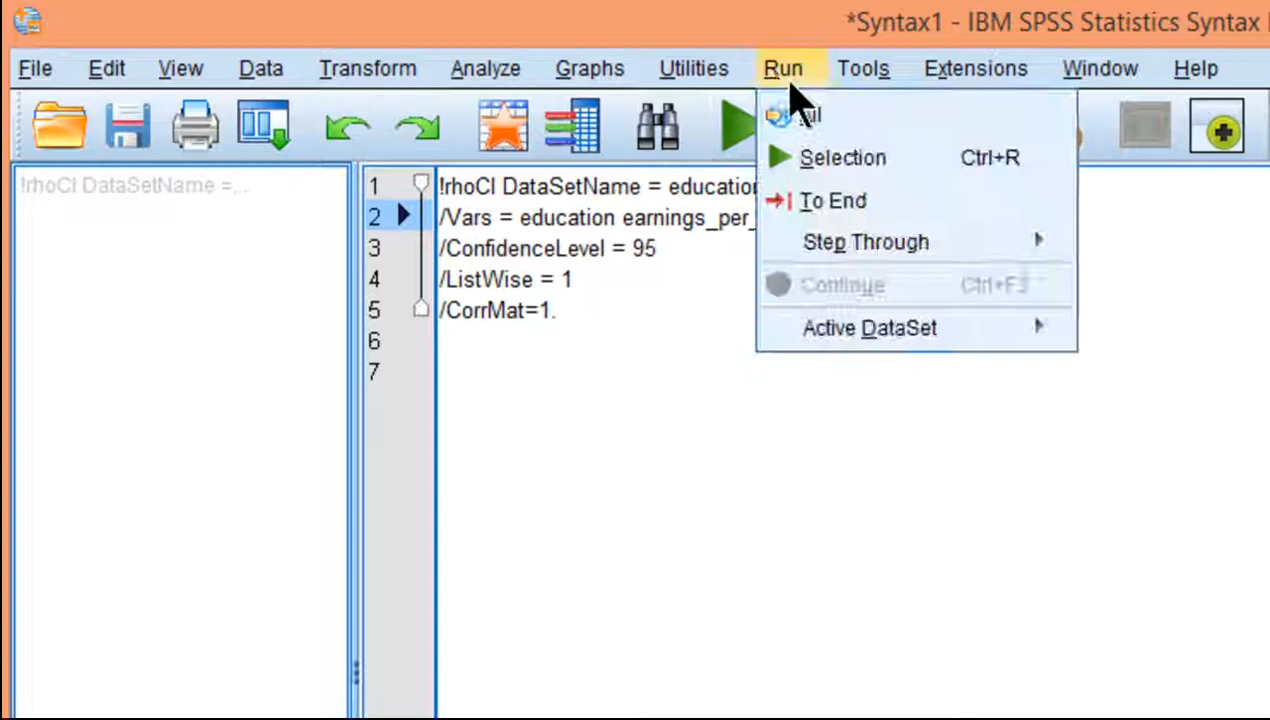 *Syntax1 - IBM SPSS Statistics Syntax
File Edit View Data Transform Analyze Graphs Utilities Run Tools Extensions Window Help
!rhoCI DataSetName =...
1 !rhoCI DataSetName = education
2 /Vars = education earnings_per_
3 /ConfidenceLevel = 95
4 /ListWise = 1
5 /CorrMat=1.
6
7
Selection Ctrl+R
To End
Step Through
Continue Ctrl+F3
Active DataSet